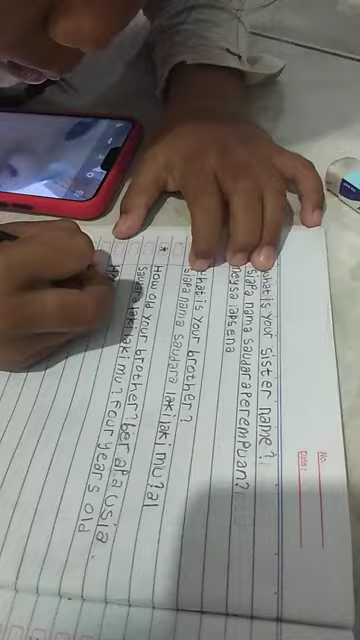 No.
Date:
What is your sister name?
siapa nama saudara perempuan?
neysa lapsena
what is your brother?
siapa nama saudara laki laki mu? al
* How old your brother? berapa usia
saudara laki laki mu? four years old.